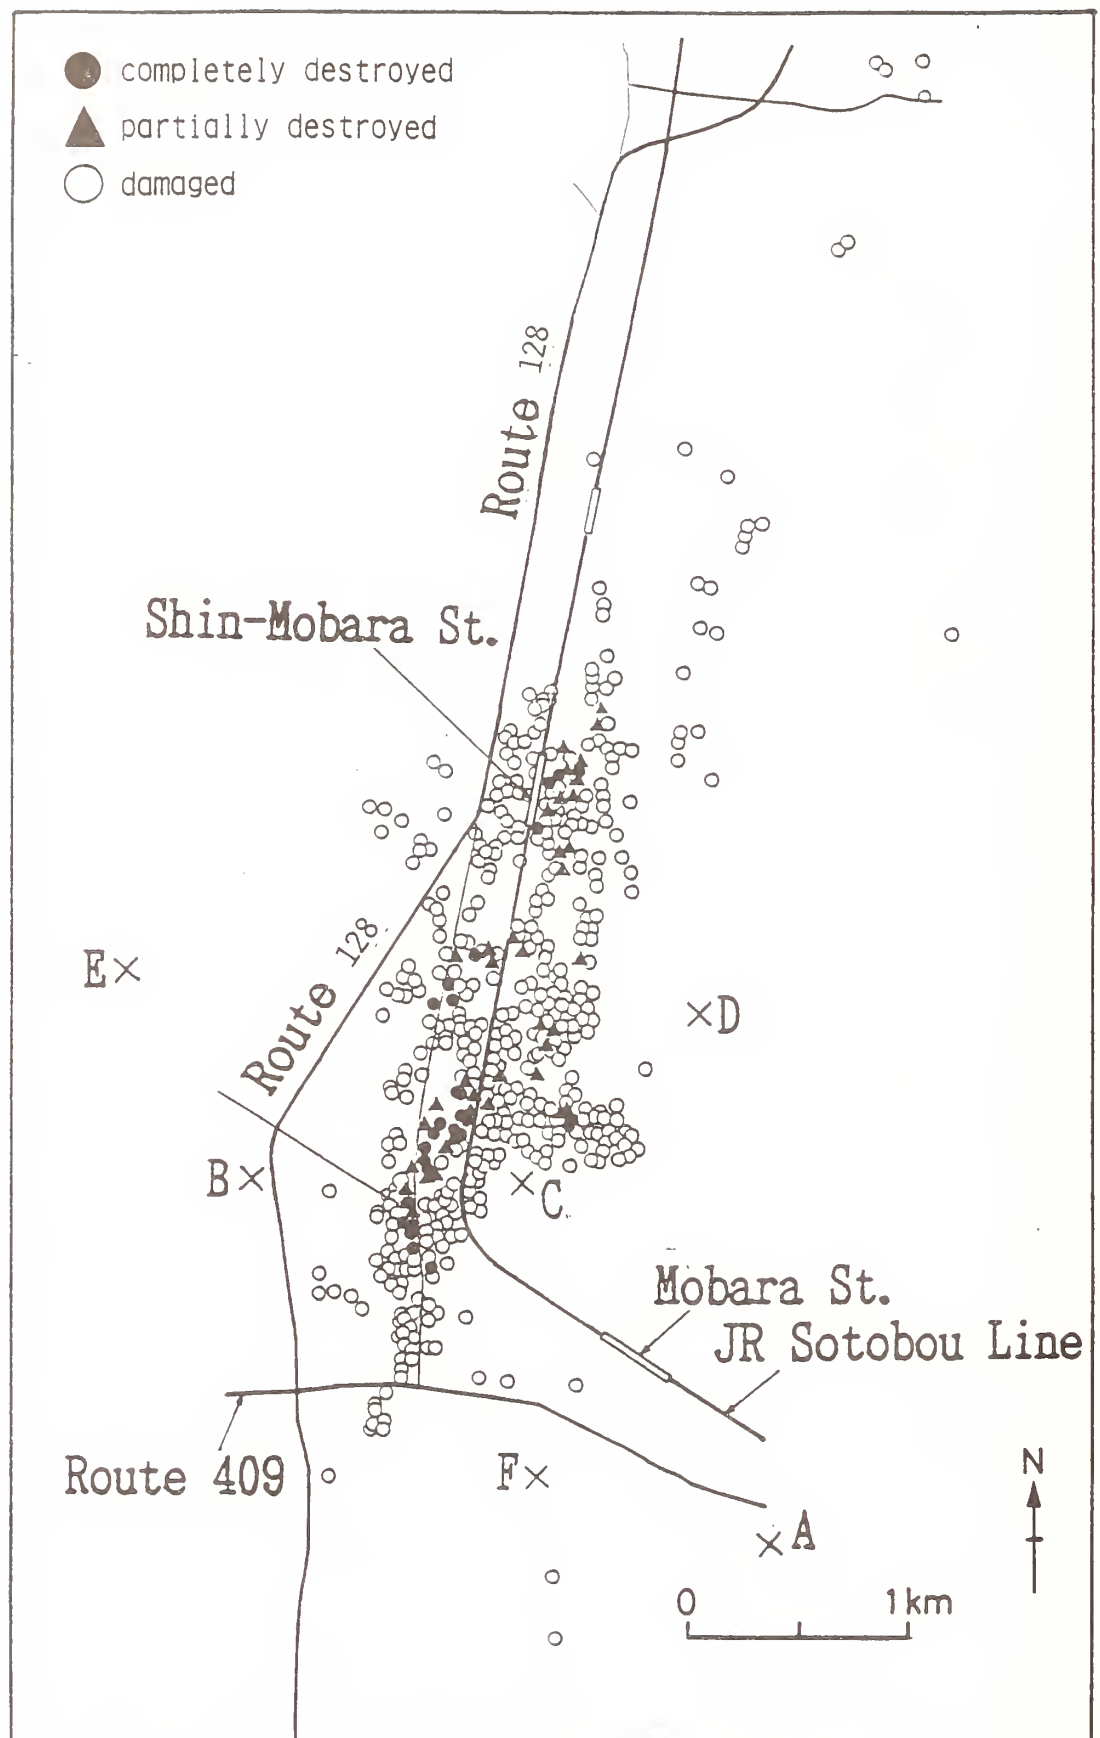 completely destroyed
partially destroyed
damaged
Route 128
Shin-Mobara St.
Route 128
E
D
B
C
Mobara St.
JR Sotobou Line
Route 409
F
A
N
0 1km